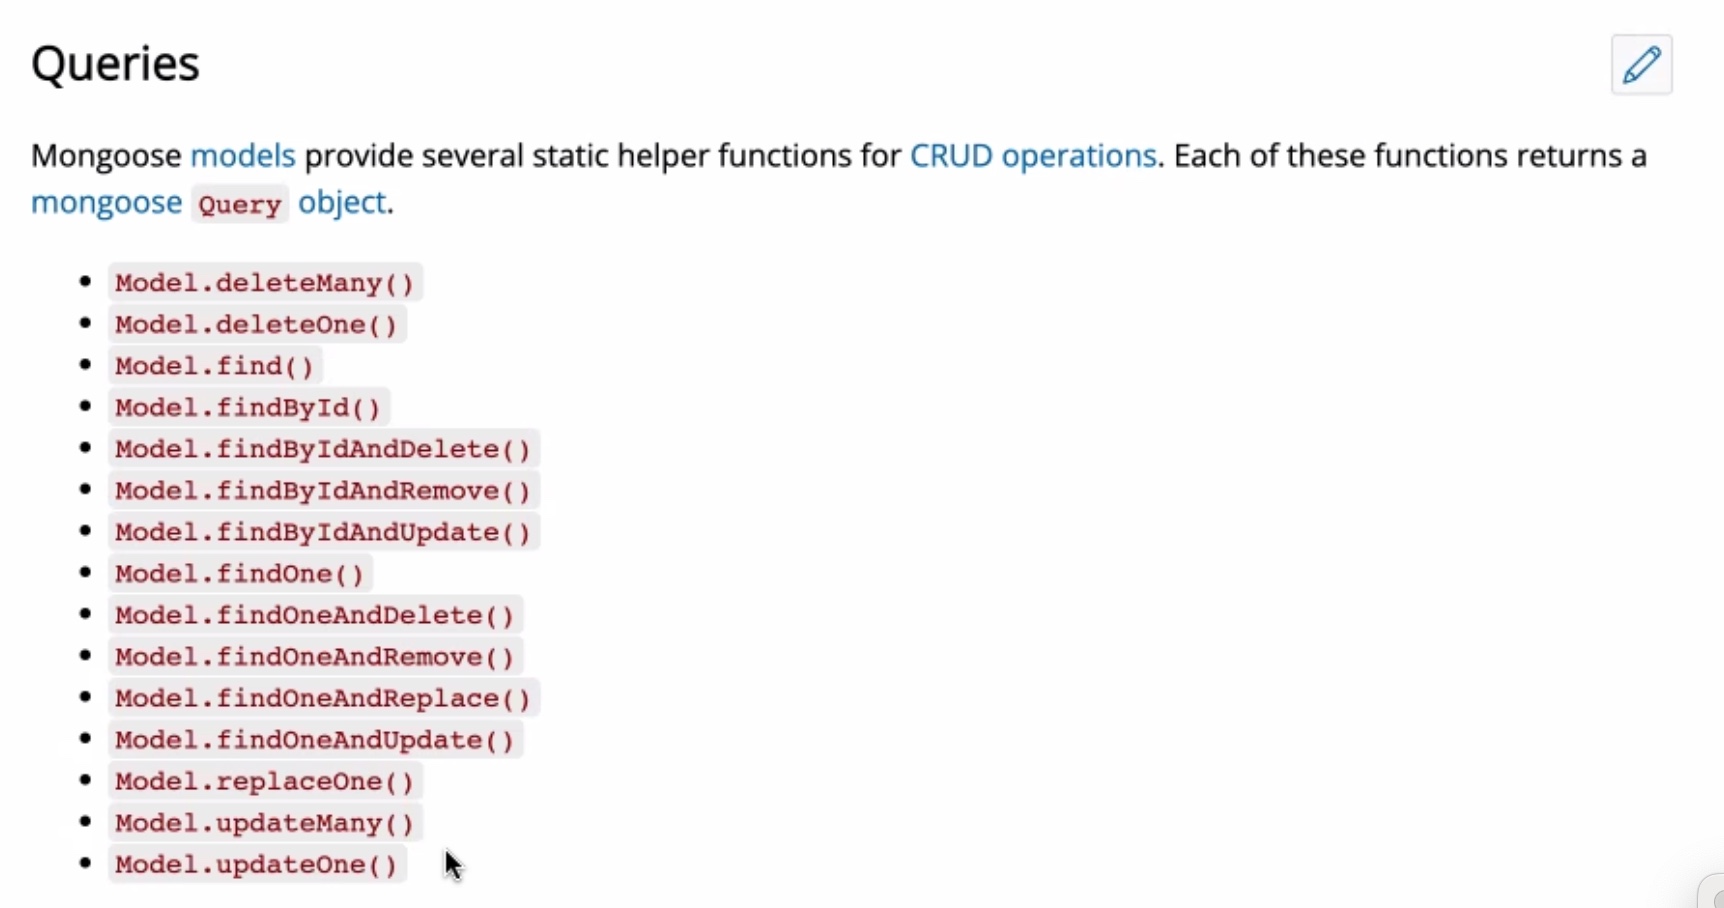 Queries
Mongoose models provide several static helper functions for CRUD operations. Each of these functions returns a
mongoose Query object.
Model.deleteMany()
Model.deleteOne()
Model.find()
Model.findById()
Model.findByIdAndDelete()
Model.findByIdAndRemove()
Model.findByIdAndUpdate()
Model.findOne()
Model.findOneAndDelete()
Model.findOneAndRemove()
Model.findOneAndReplace()
Model.findOneAndUpdate()
Model.replaceOne()
Model.updateMany()
Model.updateOne()